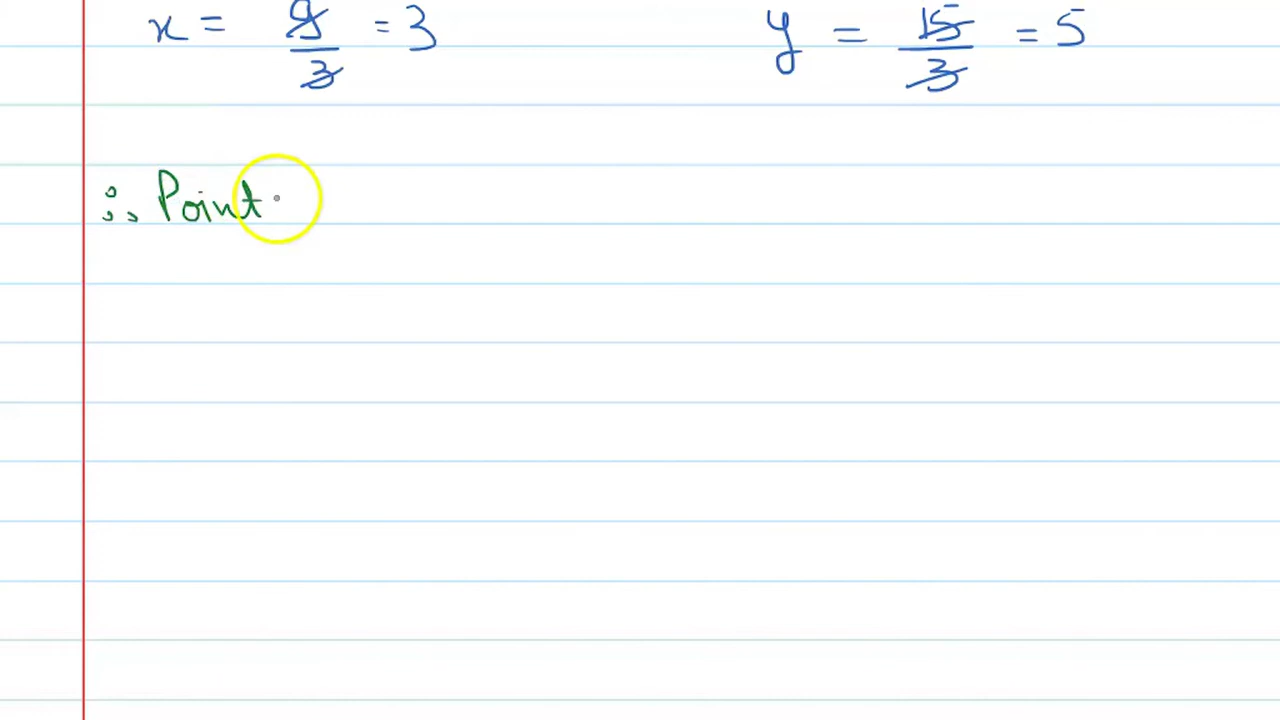 x = 9/3 = 3 y = 15/3 = 5
∴ Point